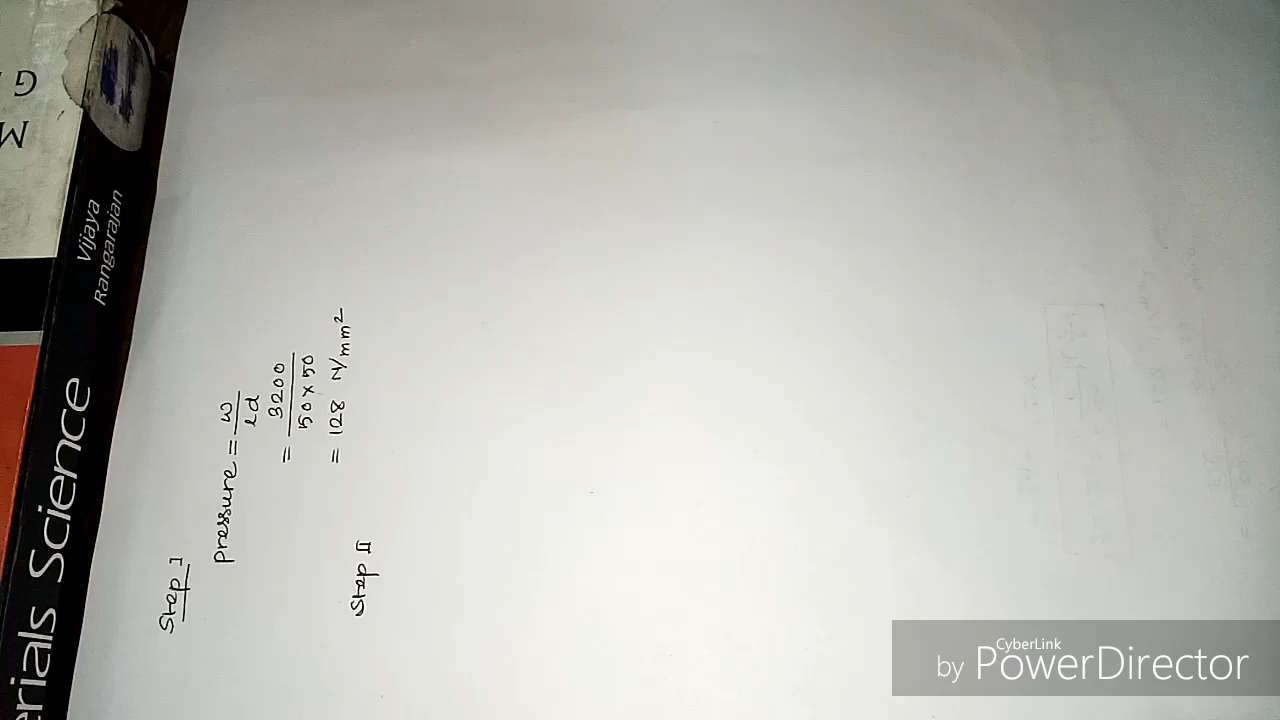 Step I
Pressure = w
ld
= 3200
50 x 50
= 128 N/mm2
Step II
erials Science
Vijaya
Rangarajan
G
M
CyberLink
by PowerDirector